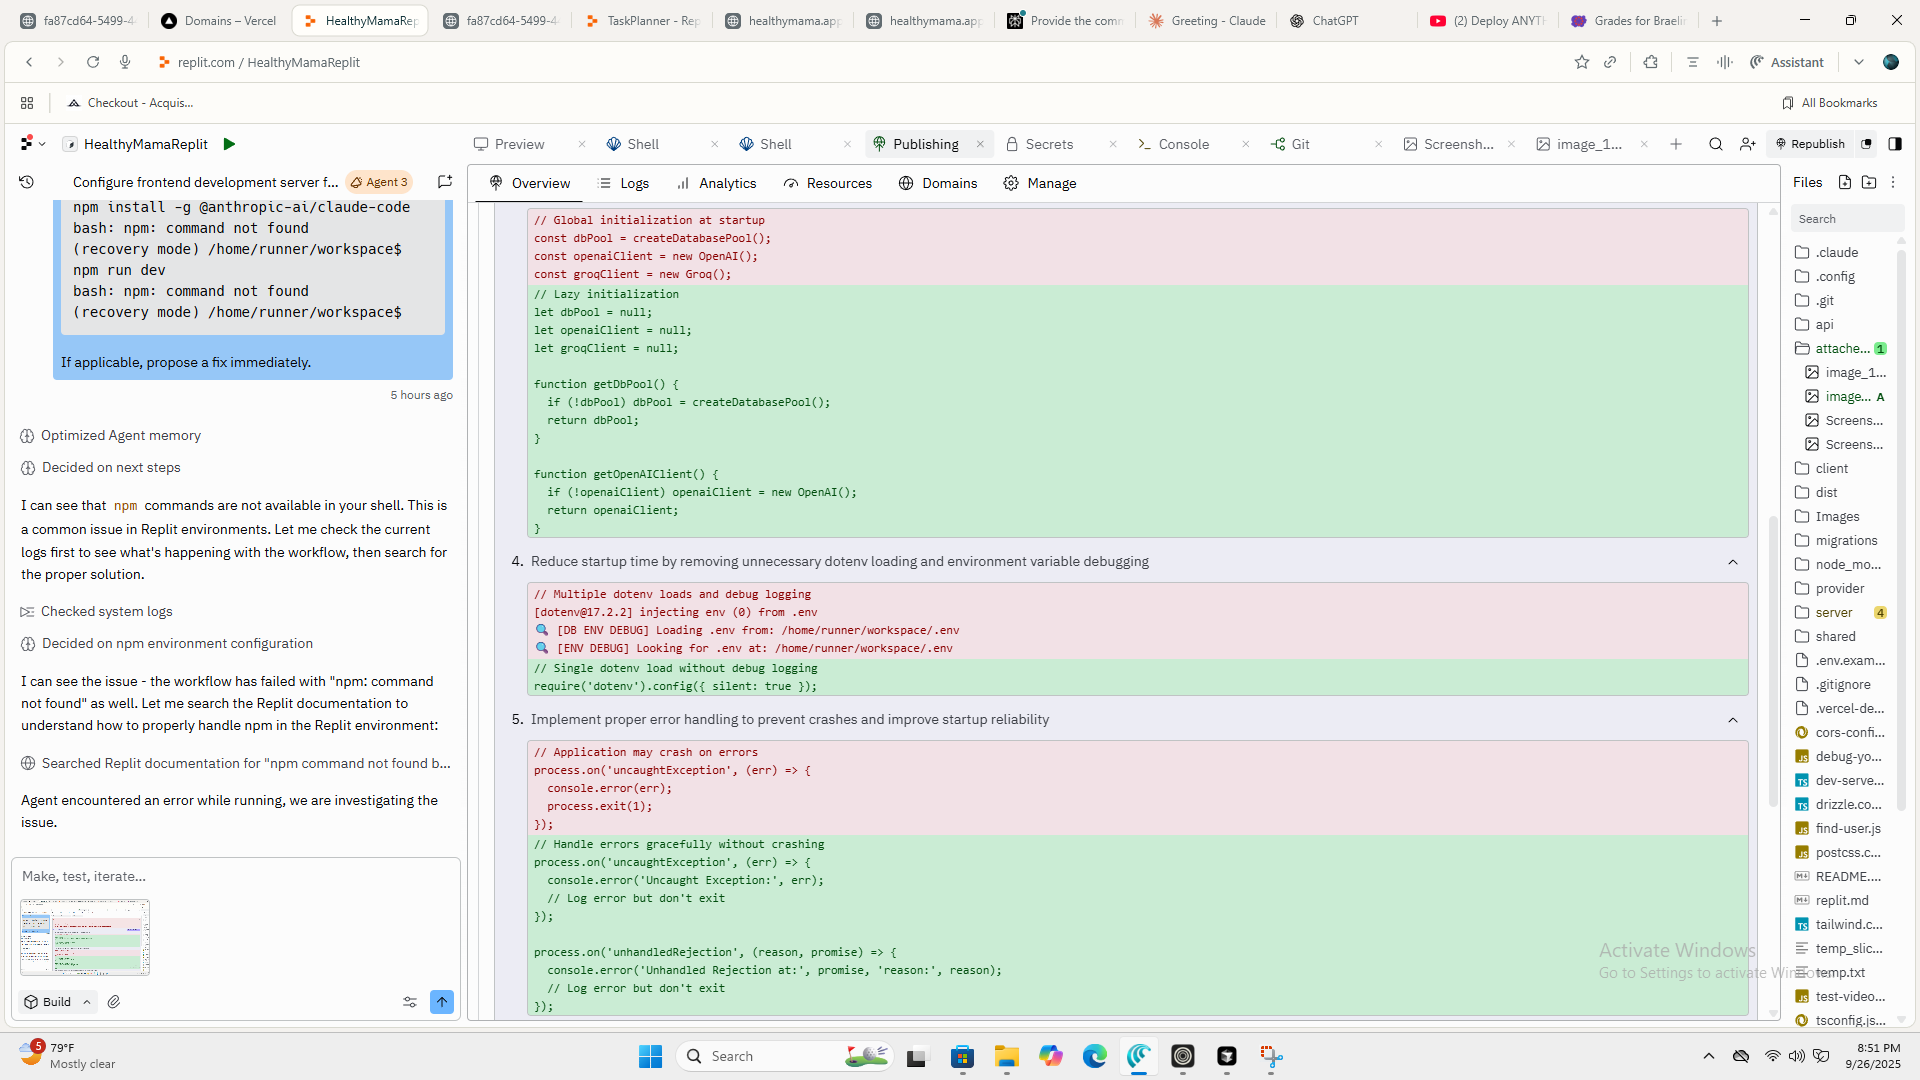 fa87cd64-5499-4
Domains – Vercel
HealthyMamaRep
fa87cd64-5499-4
TaskPlanner - Rep
healthymama.app
healthymama.app
Provide the comm
Greeting - Claude
ChatGPT
(2) Deploy ANYTH
Grades for Braelin
replit.com / HealthyMamaReplit
Assistant
Checkout - Acquis...
All Bookmarks
HealthyMamaReplit
Preview
Shell
Shell
Publishing
Secrets
Console
Git
Screensh...
image_1...
Republish
Configure frontend development server f...
Agent 3
npm install -g @anthropic-ai/claude-code
bash: npm: command not found
(recovery mode) /home/runner/workspace$
npm run dev
bash: npm: command not found
(recovery mode) /home/runner/workspace$
If applicable, propose a fix immediately.
5 hours ago
Optimized Agent memory
Decided on next steps
I can see that npm commands are not available in your shell. This is
a common issue in Replit environments. Let me check the current
logs first to see what's happening with the workflow, then search for
the proper solution.
Checked system logs
Decided on npm environment configuration
I can see the issue - the workflow has failed with "npm: command
not found" as well. Let me search the Replit documentation to
understand how to properly handle npm in the Replit environment:
Searched Replit documentation for "npm command not found b...
Agent encountered an error while running, we are investigating the
issue.
Make, test, iterate...
Build
Overview
Logs
Analytics
Resources
Domains
Manage
// Global initialization at startup
const dbPool = createDatabasePool();
const openaiClient = new OpenAI();
const groqClient = new Groq();
// Lazy initialization
let dbPool = null;
let openaiClient = null;
let groqClient = null;
function getDbPool() {
if (!dbPool) dbPool = createDatabasePool();
return dbPool;
}
function getOpenAIClient() {
if (!openaiClient) openaiClient = new OpenAI();
return openaiClient;
}
4. Reduce startup time by removing unnecessary dotenv loading and environment variable debugging
// Multiple dotenv loads and debug logging
[dotenv@17.2.2] injecting env (0) from .env
🔍 [DB ENV DEBUG] Loading .env from: /home/runner/workspace/.env
🔍 [ENV DEBUG] Looking for .env at: /home/runner/workspace/.env
// Single dotenv load without debug logging
require('dotenv').config({ silent: true });
5. Implement proper error handling to prevent crashes and improve startup reliability
// Application may crash on errors
process.on('uncaughtException', (err) => {
console.error(err);
process.exit(1);
});
// Handle errors gracefully without crashing
process.on('uncaughtException', (err) => {
console.error('Uncaught Exception:', err);
// Log error but don't exit
});
process.on('unhandledRejection', (reason, promise) => {
console.error('Unhandled Rejection at:', promise, 'reason:', reason);
// Log error but don't exit
});
Files
Search
.claude
.config
.git
api
attache... 1
image_1...
image... A
Screens...
Screens...
client
dist
Images
migrations
node_mo...
provider
server 4
shared
.env.exam...
.gitignore
.vercel-de...
cors-confi...
debug-yo...
dev-serve...
drizzle.co...
find-user.js
postcss.c...
README....
replit.md
tailwind.c...
temp_slic...
temp.txt
test-video...
tsconfig.js...
Activate Windows
Go to Settings to activate Windows.
5
79°F
Mostly clear
Search
8:51 PM
9/26/2025